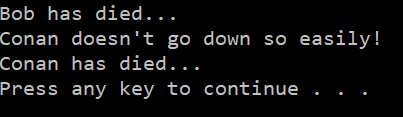 Bob has died...
Conan doesn't go down so easily!
Conan has died...
Press any key to continue . . .